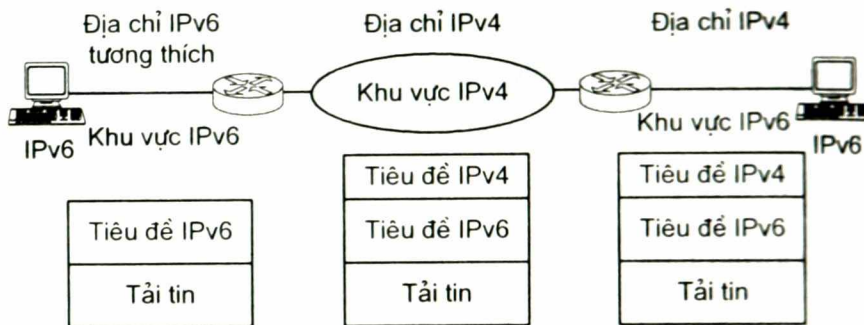 Địa chỉ IPv6
tương thích
Địa chỉ IPv4
Địa chỉ IPv4
Khu vực IPv4
IPv6
Khu vực IPv6
Khu vực IPv6
IPv6
Tiêu đề IPv6
Tải tin
Tiêu đề IPv4
Tiêu đề IPv6
Tải tin
Tiêu đề IPv4
Tiêu đề IPv6
Tải tin